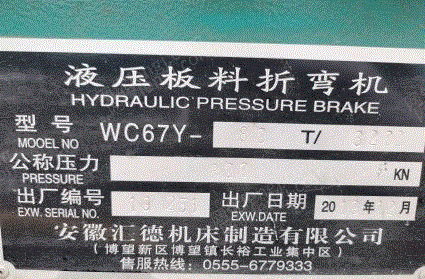 液压板料折弯机
HYDRAULIC PRESSURE BRAKE
型号 WC67Y- T/
MODEL NO
公称压力 KN
PRESSURE
出厂编号 出厂日期 20 年 月
EXW.SERIAL NO. EXW.DATE
安徽汇德机床制造有限公司
(博望新区博望镇长裕工业集中区)
售服热线: 0555-6779333